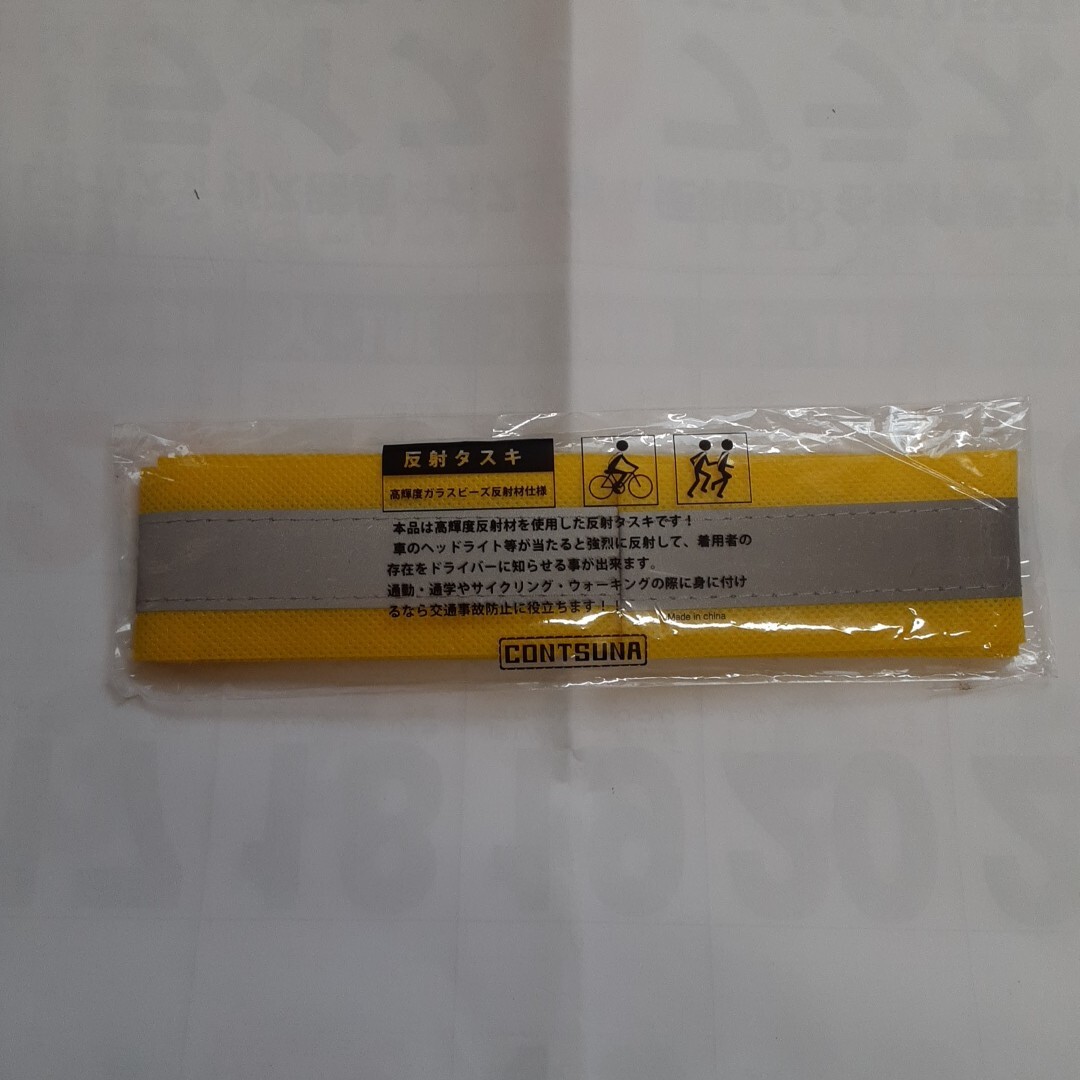 反射タスキ
高輝度ガラスビーズ反射材仕様
本品は高輝度反射材を使用した反射タスキです！
車のヘッドライト等が当たると強烈に反射して、着用者の
存在をドライバーに知らせる事が出来ます。
通動・通学やサイクリング・ウォーキングの際に身に付け
るなら交通事故防止に役立ちます！！
Made in china
CONTSUNA